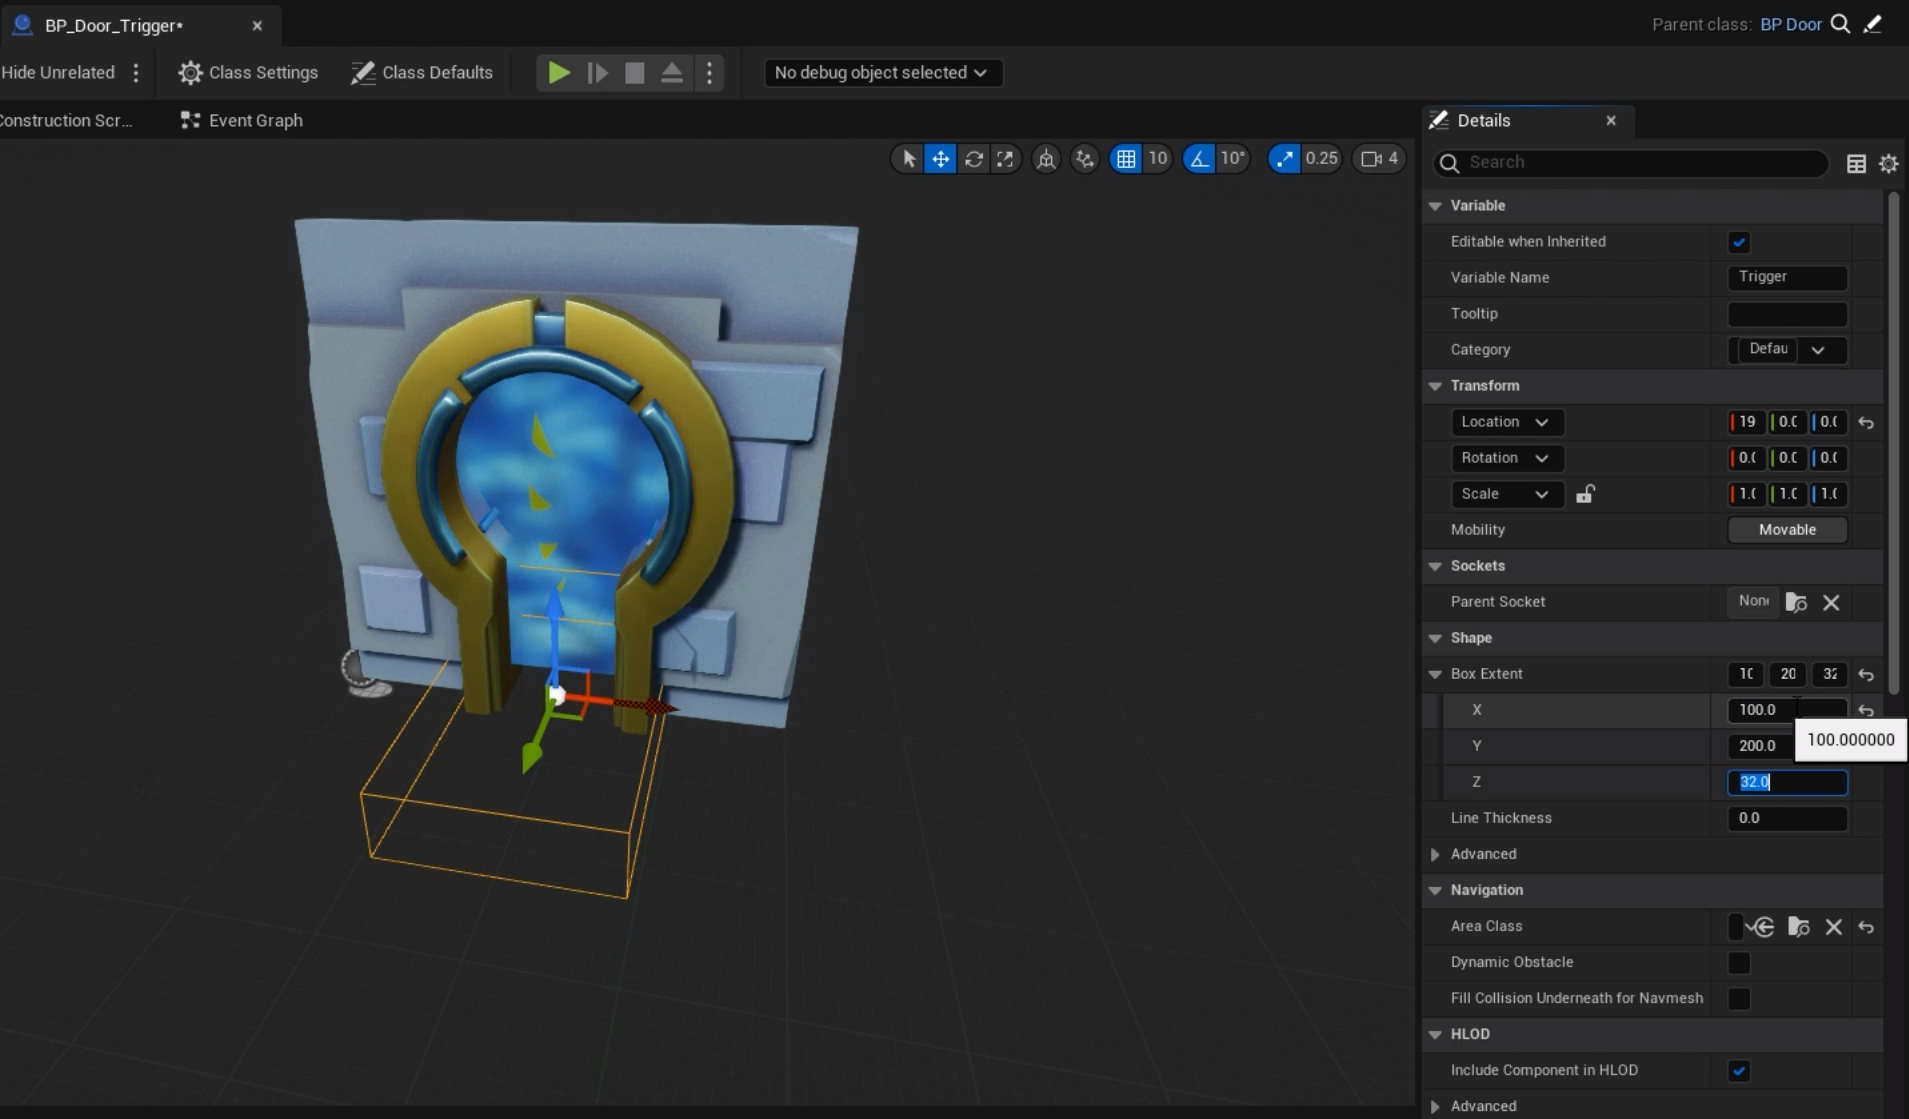 BP_Door_Trigger*
Parent class: BP Door
Hide Unrelated
Class Settings
Class Defaults
No debug object selected
Construction Scr...
Event Graph
Details
10
10°
0.25
4
Search
Variable
Editable when Inherited
Variable Name
Trigger
Tooltip
Category
Defau
Transform
Location
19 0.0 0.0
Rotation
0.0 0.0 0.0
Scale
1.0 1.0 1.0
Mobility
Movable
Sockets
Parent Socket
None
Shape
Box Extent
10 20 32
X
100.0
100.000000
Y
200.0
Z
32.0
Line Thickness
0.0
Advanced
Navigation
Area Class
Dynamic Obstacle
Fill Collision Underneath for Navmesh
HLOD
Include Component in HLOD
Advanced